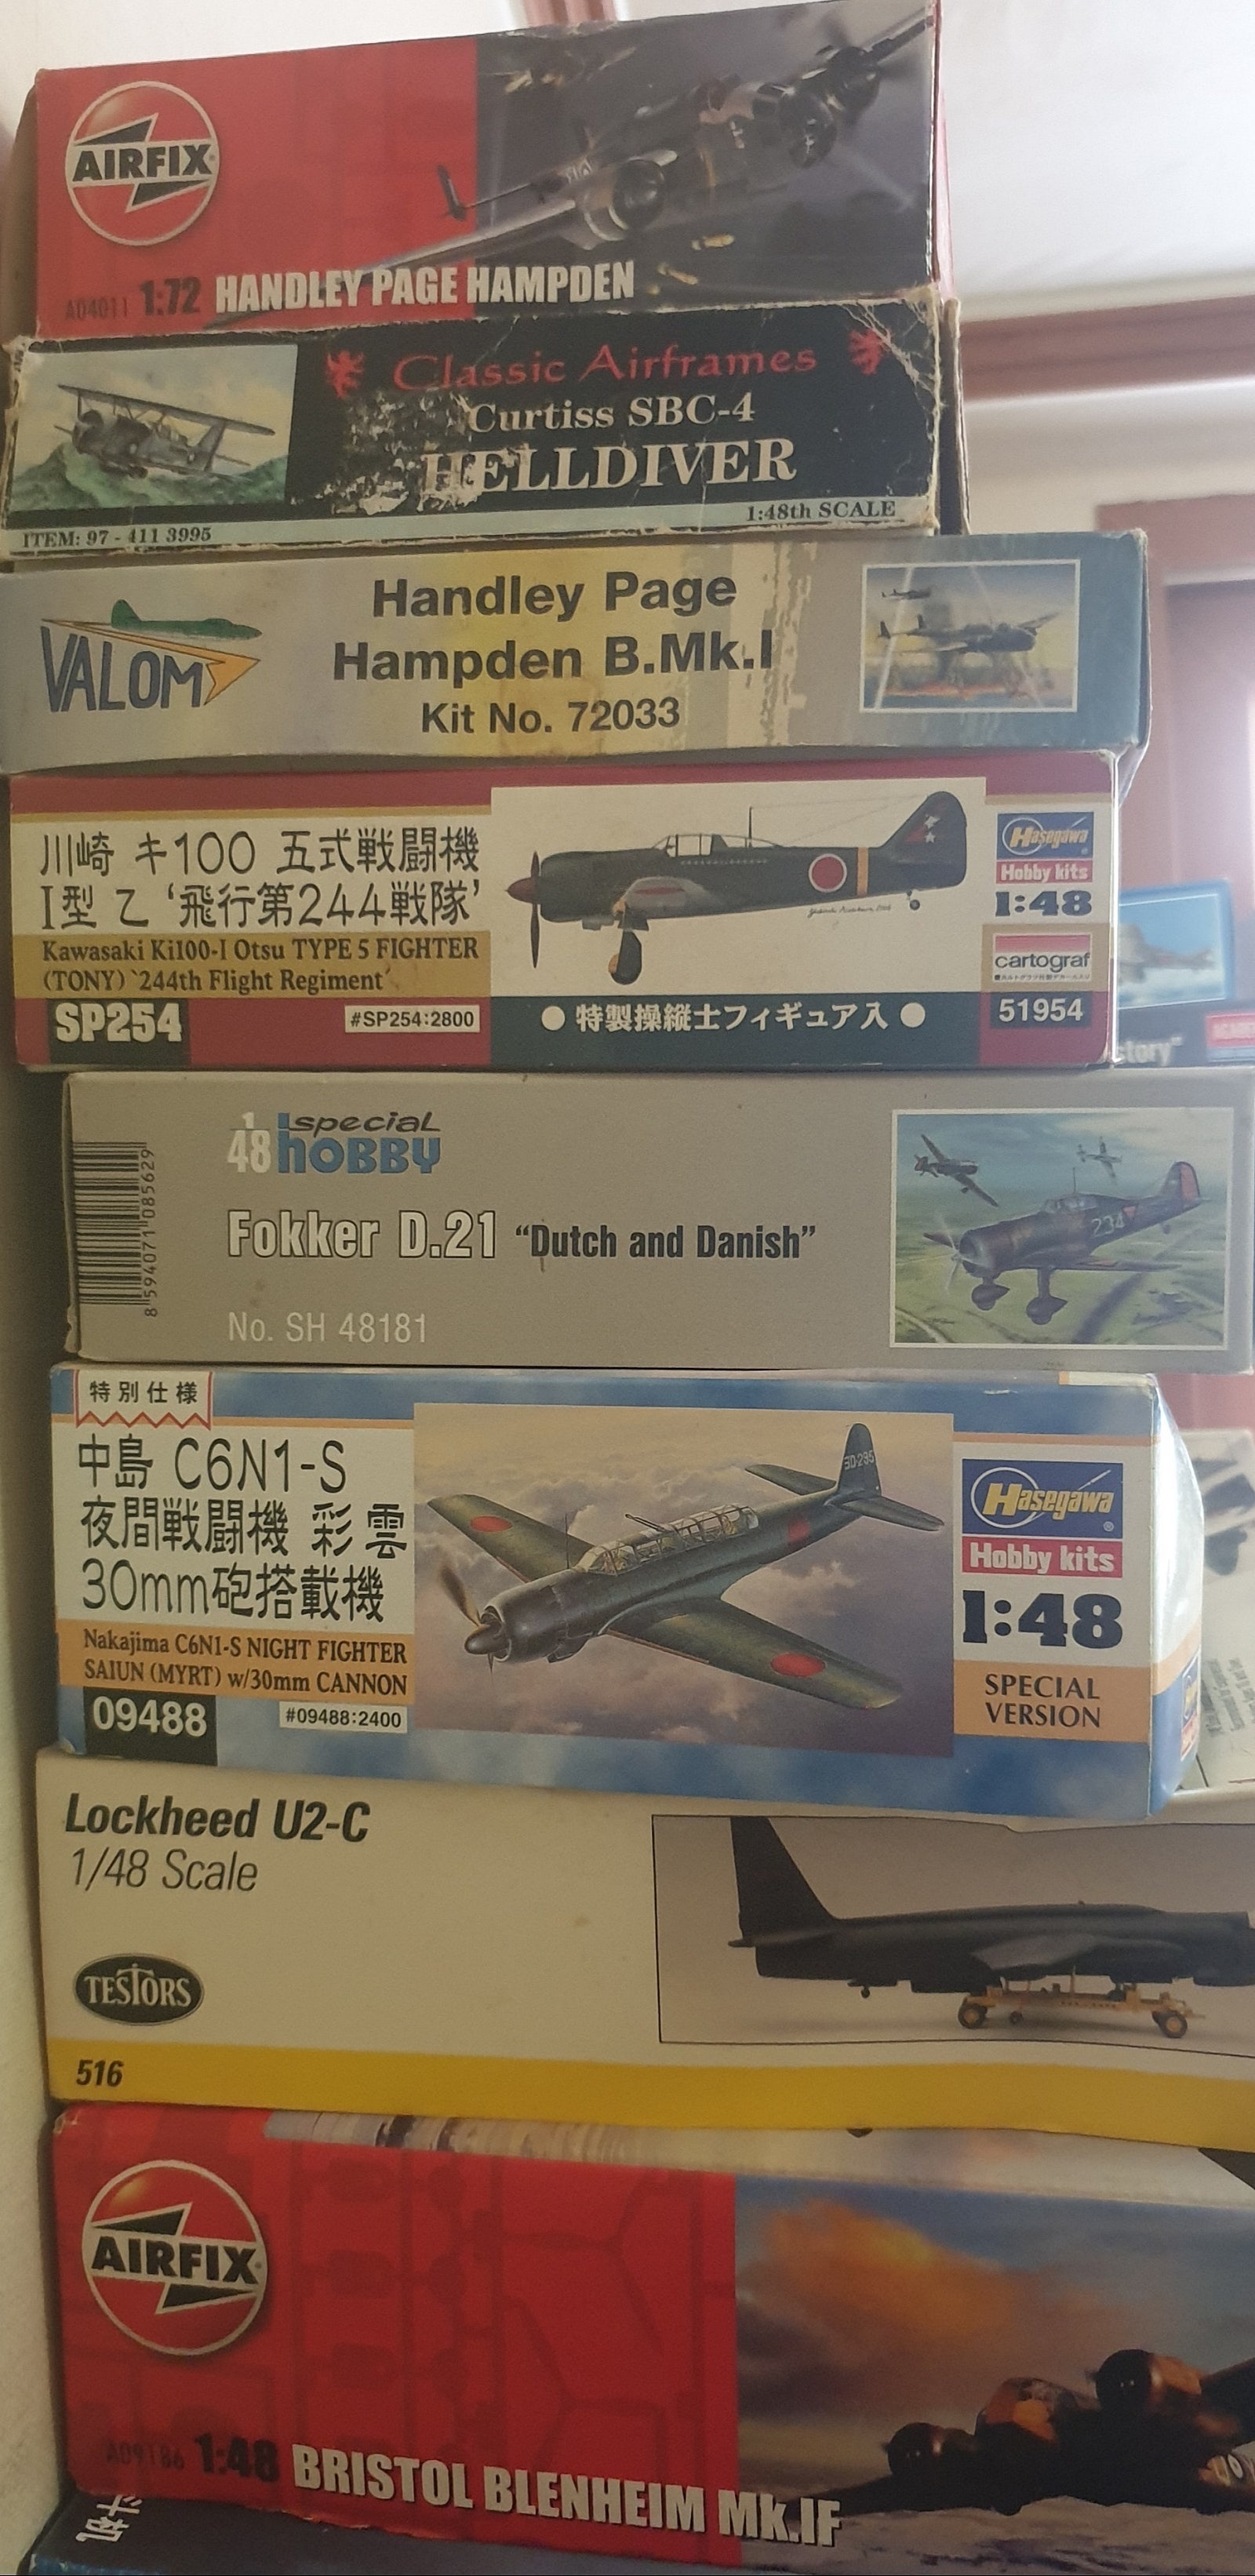 AIRFIX
A04011 1:72 HANDLEY PAGE HAMPDEN
Classic Airframes
Curtiss SBC-4
HELLDIVER
1:48th SCALE
ITEM: 97 - 411 3995
VALOM
Handley Page
Hampden B.Mk.I
Kit No. 72033
川崎 キ100 五式戦闘機
I型 乙 '飛行第244戦隊'
Kawasaki Ki100-I Otsu TYPE 5 FIGHTER
(TONY) `244th Flight Regiment'
SP254
#SP254:2800
● 特製操縦士フィギュア入 ●
Hasegawa
Hobby kits
1:48
cartograf
51954
tory"
1/48 special
hoBBY
Fokker D.21 "Dutch and Danish"
No. SH 48181
8 594071 085629
234
特別仕様
中島 C6N1-S
夜間戦闘機 彩雲
30mm砲搭載機
Nakajima C6N1-S NIGHT FIGHTER
SAIUN (MYRT) w/30mm CANNON
09488
#09488:2400
Hasegawa
Hobby kits
1:48
SPECIAL
VERSION
Lockheed U2-C
1/48 Scale
TESTORS
516
AIRFIX
A09186 1:48 BRISTOL BLENHEIM Mk.IF
斗机